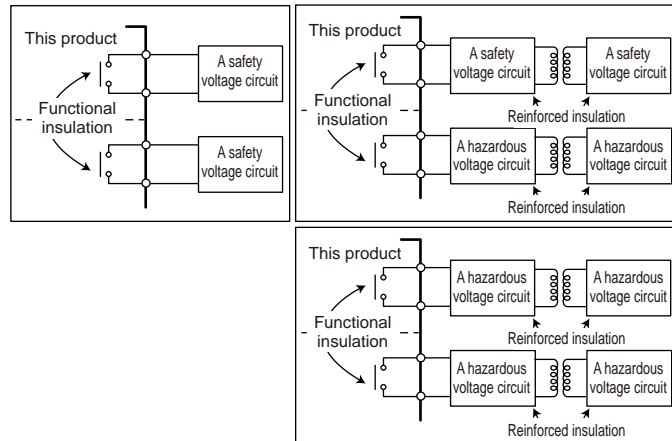 This product
A safety
voltage circuit
Functional
insulation
A safety
voltage circuit
This product
A safety
voltage circuit
A safety
voltage circuit
Functional
insulation
Reinforced insulation
A hazardous
voltage circuit
A hazardous
voltage circuit
Reinforced insulation
This product
A hazardous
voltage circuit
A hazardous
voltage circuit
Functional
insulation
Reinforced insulation
A hazardous
voltage circuit
A hazardous
voltage circuit
Reinforced insulation